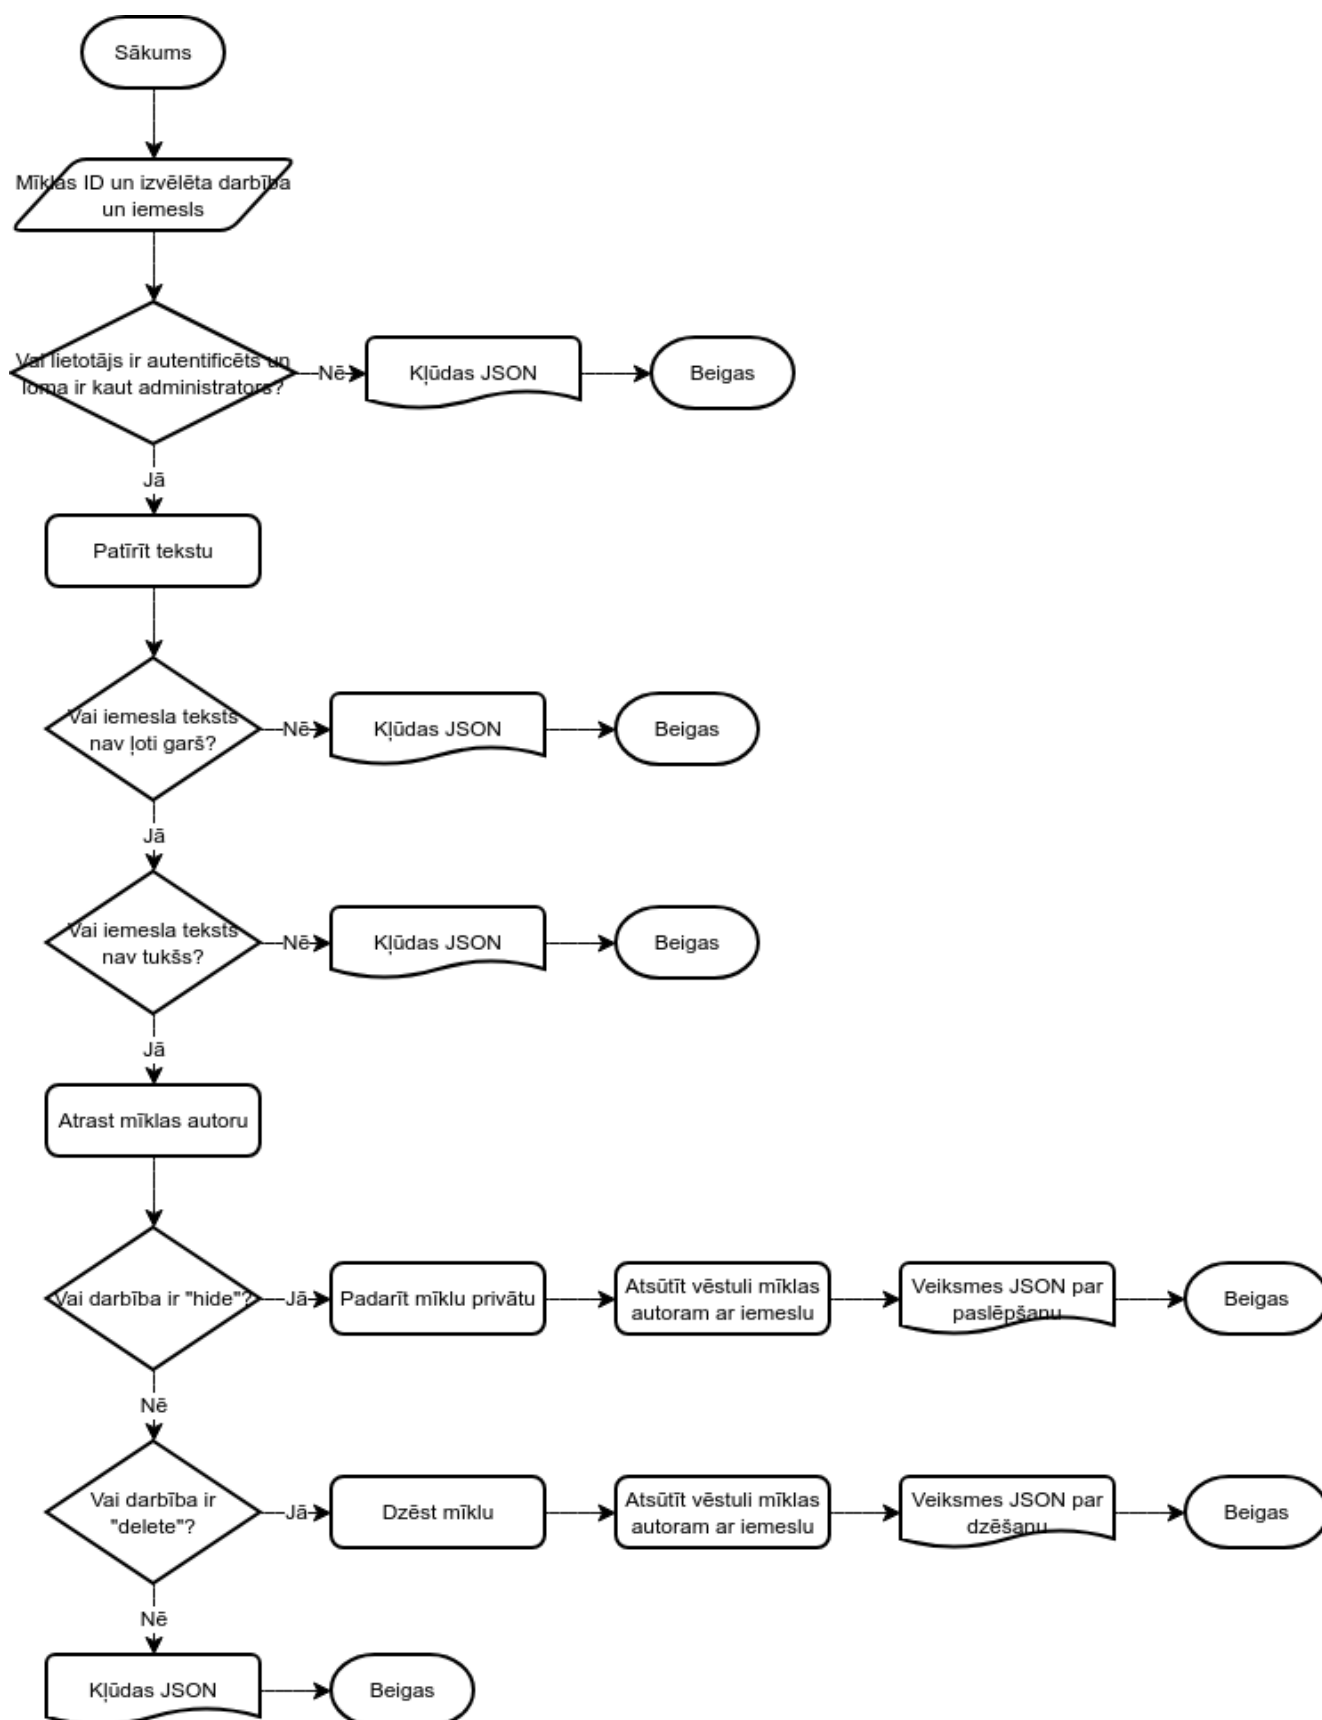 Sākums
Mīklas ID un izvēlēta darbība
un iemesls
Vai lietotājs ir autentificēts un
loma ir kaut administrators?
Nē
Kļūdas JSON
Beigas
Jā
Patīrīt tekstu
Vai iemesla teksts
nav ļoti garš?
Nē
Kļūdas JSON
Beigas
Jā
Vai iemesla teksts
nav tukšs?
Nē
Kļūdas JSON
Beigas
Jā
Atrast mīklas autoru
Vai darbība ir "hide"?
Jā
Padarīt mīklu privātu
Atsūtīt vēstuli mīklas
autoram ar iemeslu
Veiksmes JSON par
paslēpšanu
Beigas
Nē
Vai darbība ir
"delete"?
Jā
Dzēst mīklu
Atsūtīt vēstuli mīklas
autoram ar iemeslu
Veiksmes JSON par
dzēšanu
Beigas
Nē
Kļūdas JSON
Beigas